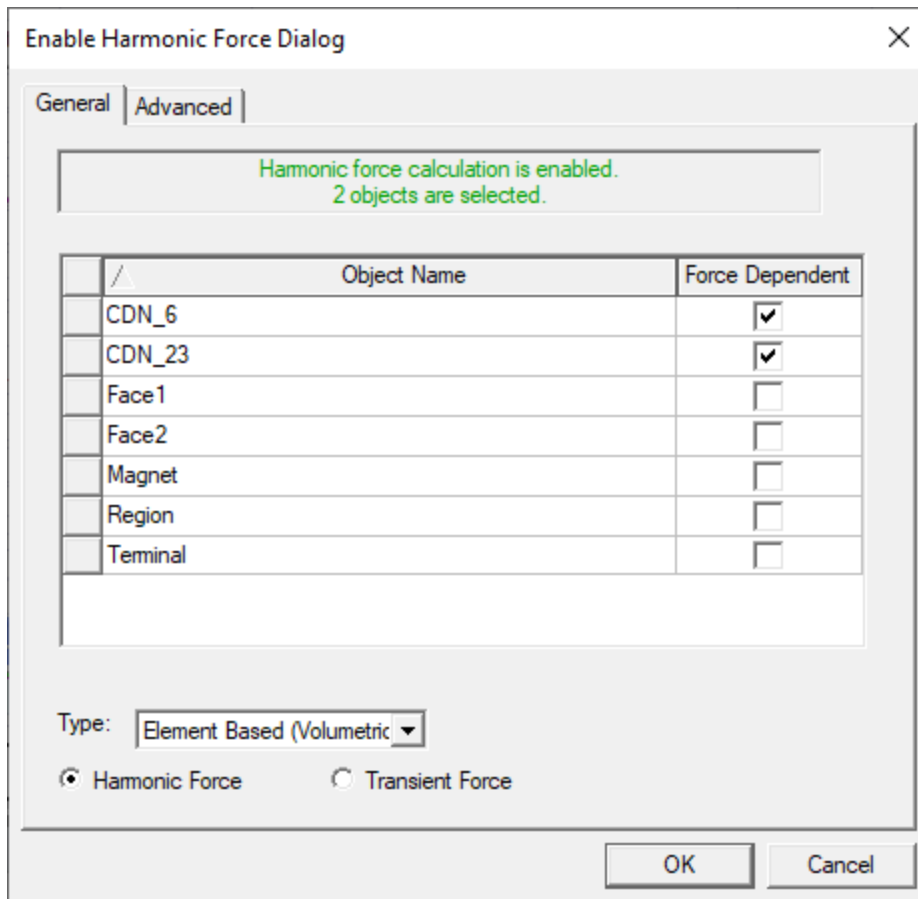 Enable Harmonic Force Dialog
General Advanced
Harmonic force calculation is enabled.
2 objects are selected.
Object Name Force Dependent
CDN_6
CDN_23
Face1
Face2
Magnet
Region
Terminal
Type: Element Based (Volumetric
Harmonic Force Transient Force
OK Cancel